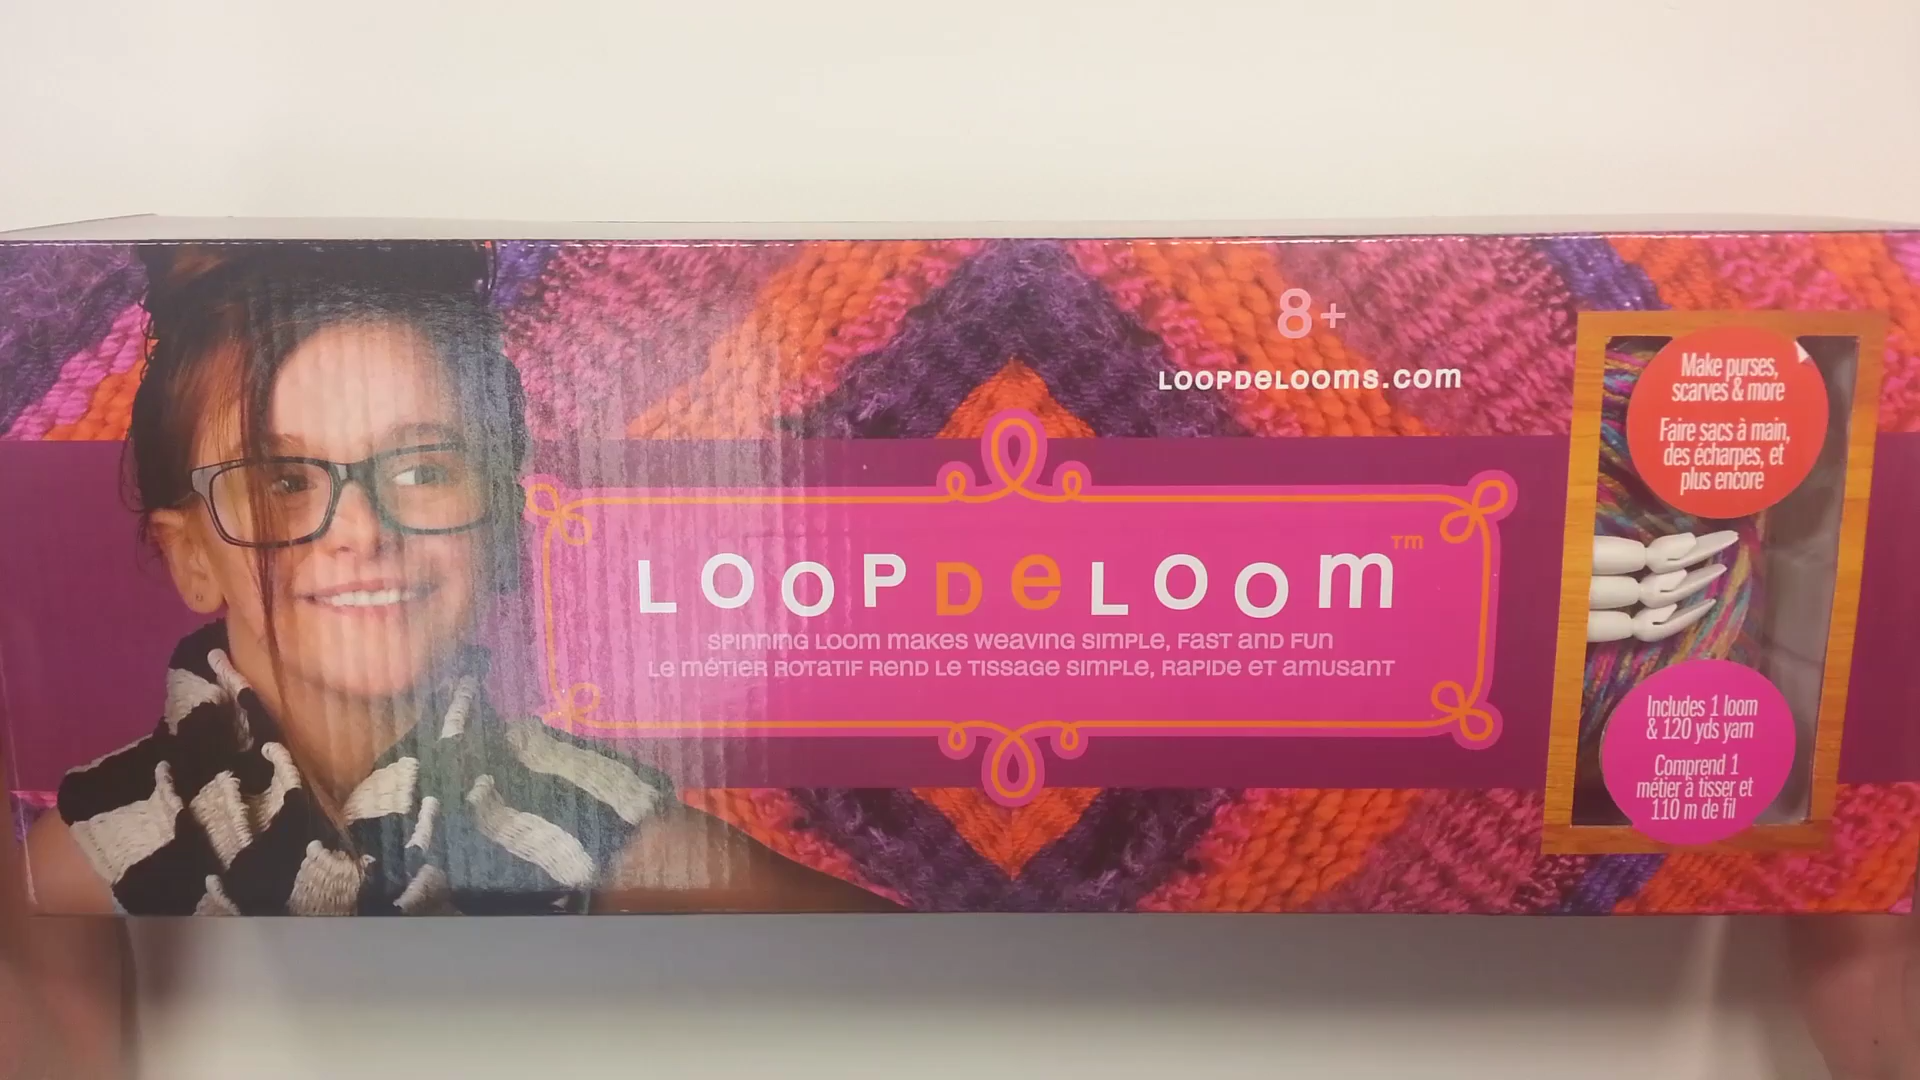 8+
LOOPDELOOMS.COM
LOOPDELOOM™
SPINNING LOOM MAKES WEAVING SIMPLE, FAST AND FUN
LE MÉTIER ROTATIF REND LE TISSAGE SIMPLE, RAPIDE ET AMUSANT
Make purses,
scarves & more
Faire sacs à main,
des écharpes, et
plus encore
Includes 1 loom
& 120 yds yarn
Comprend 1
métier à tisser et
110 m de fil